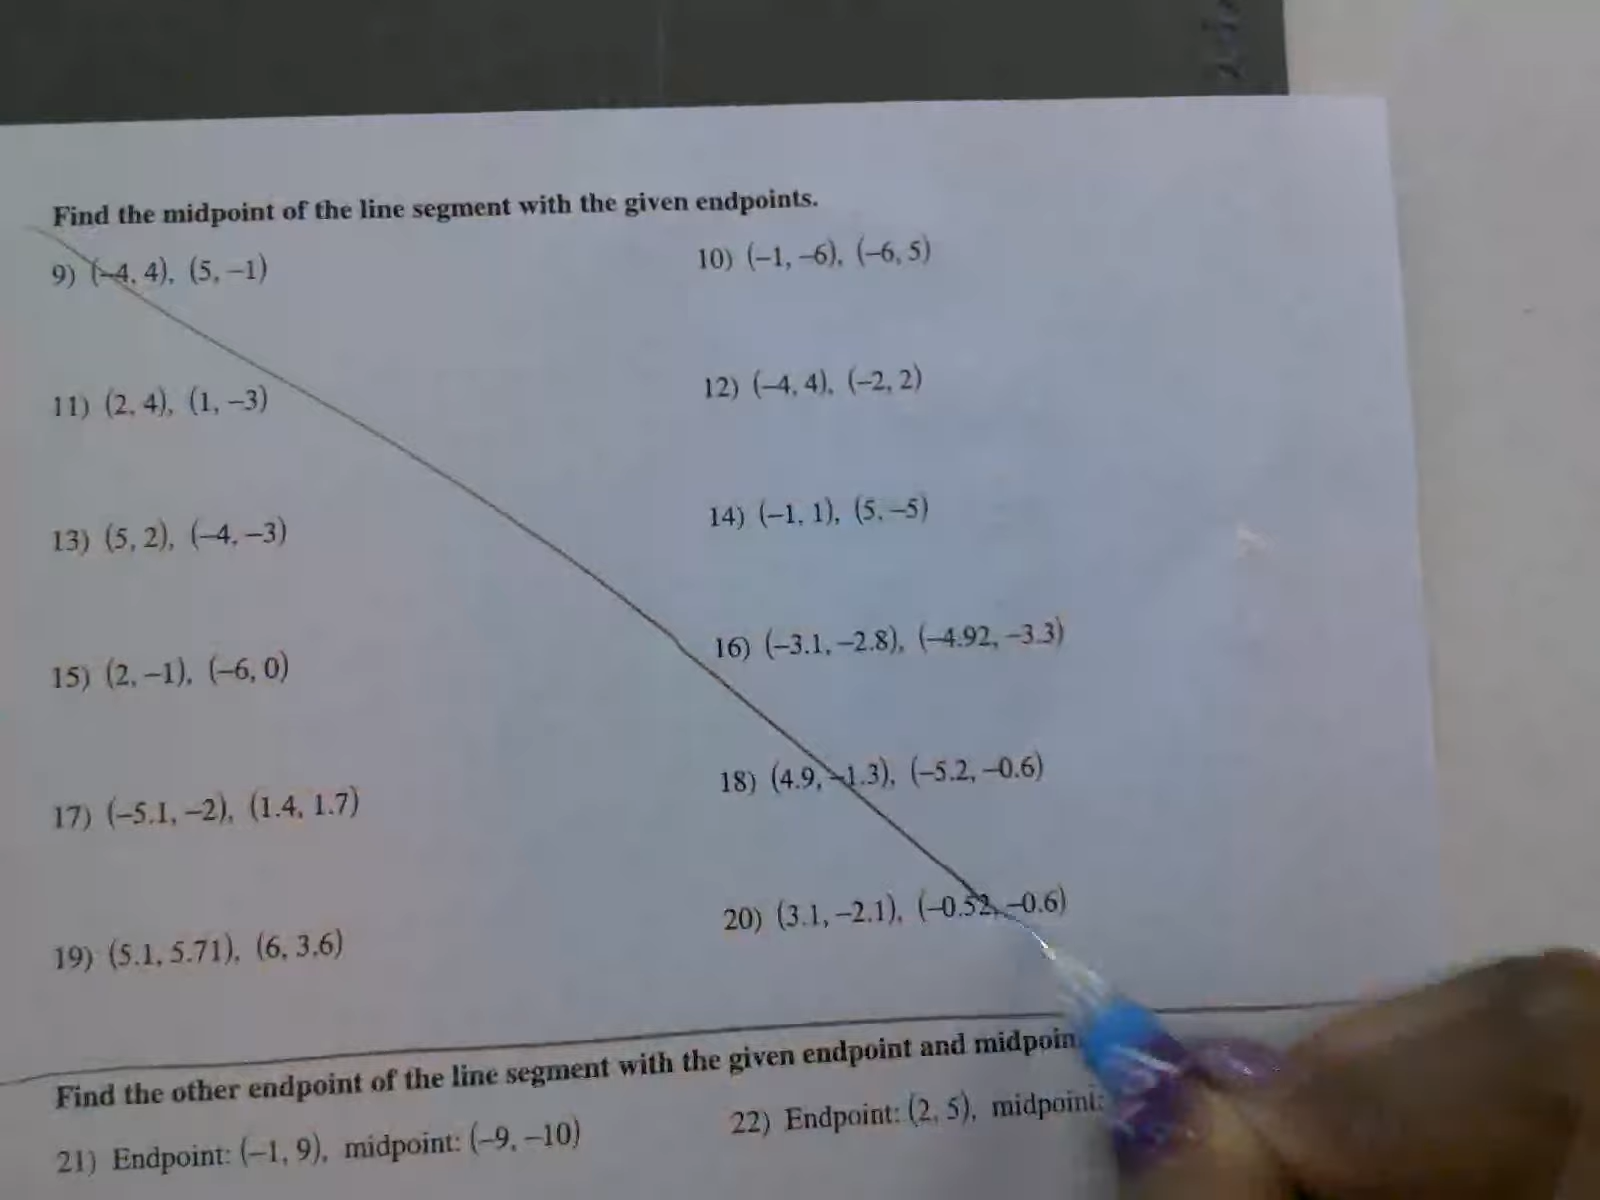 Find the midpoint of the line segment with the given endpoints.
9) (–4, 4), (5, –1)
10) (–1, –6), (–6, 5)
11) (2, 4), (1, –3)
12) (–4, 4), (–2, 2)
13) (5, 2), (–4, –3)
14) (–1, 1), (5, –5)
15) (2, –1), (–6, 0)
16) (–3.1, –2.8), (–4.92, –3.3)
17) (–5.1, –2), (1.4, 1.7)
18) (4.9, –1.3), (–5.2, –0.6)
19) (5.1, 5.71), (6, 3.6)
20) (3.1, –2.1), (–0.52, –0.6)
Find the other endpoint of the line segment with the given endpoint and
21) Endpoint: (–1, 9), midpoint: (–9, –10)
22) Endpoint: (2, 5), midpoint: